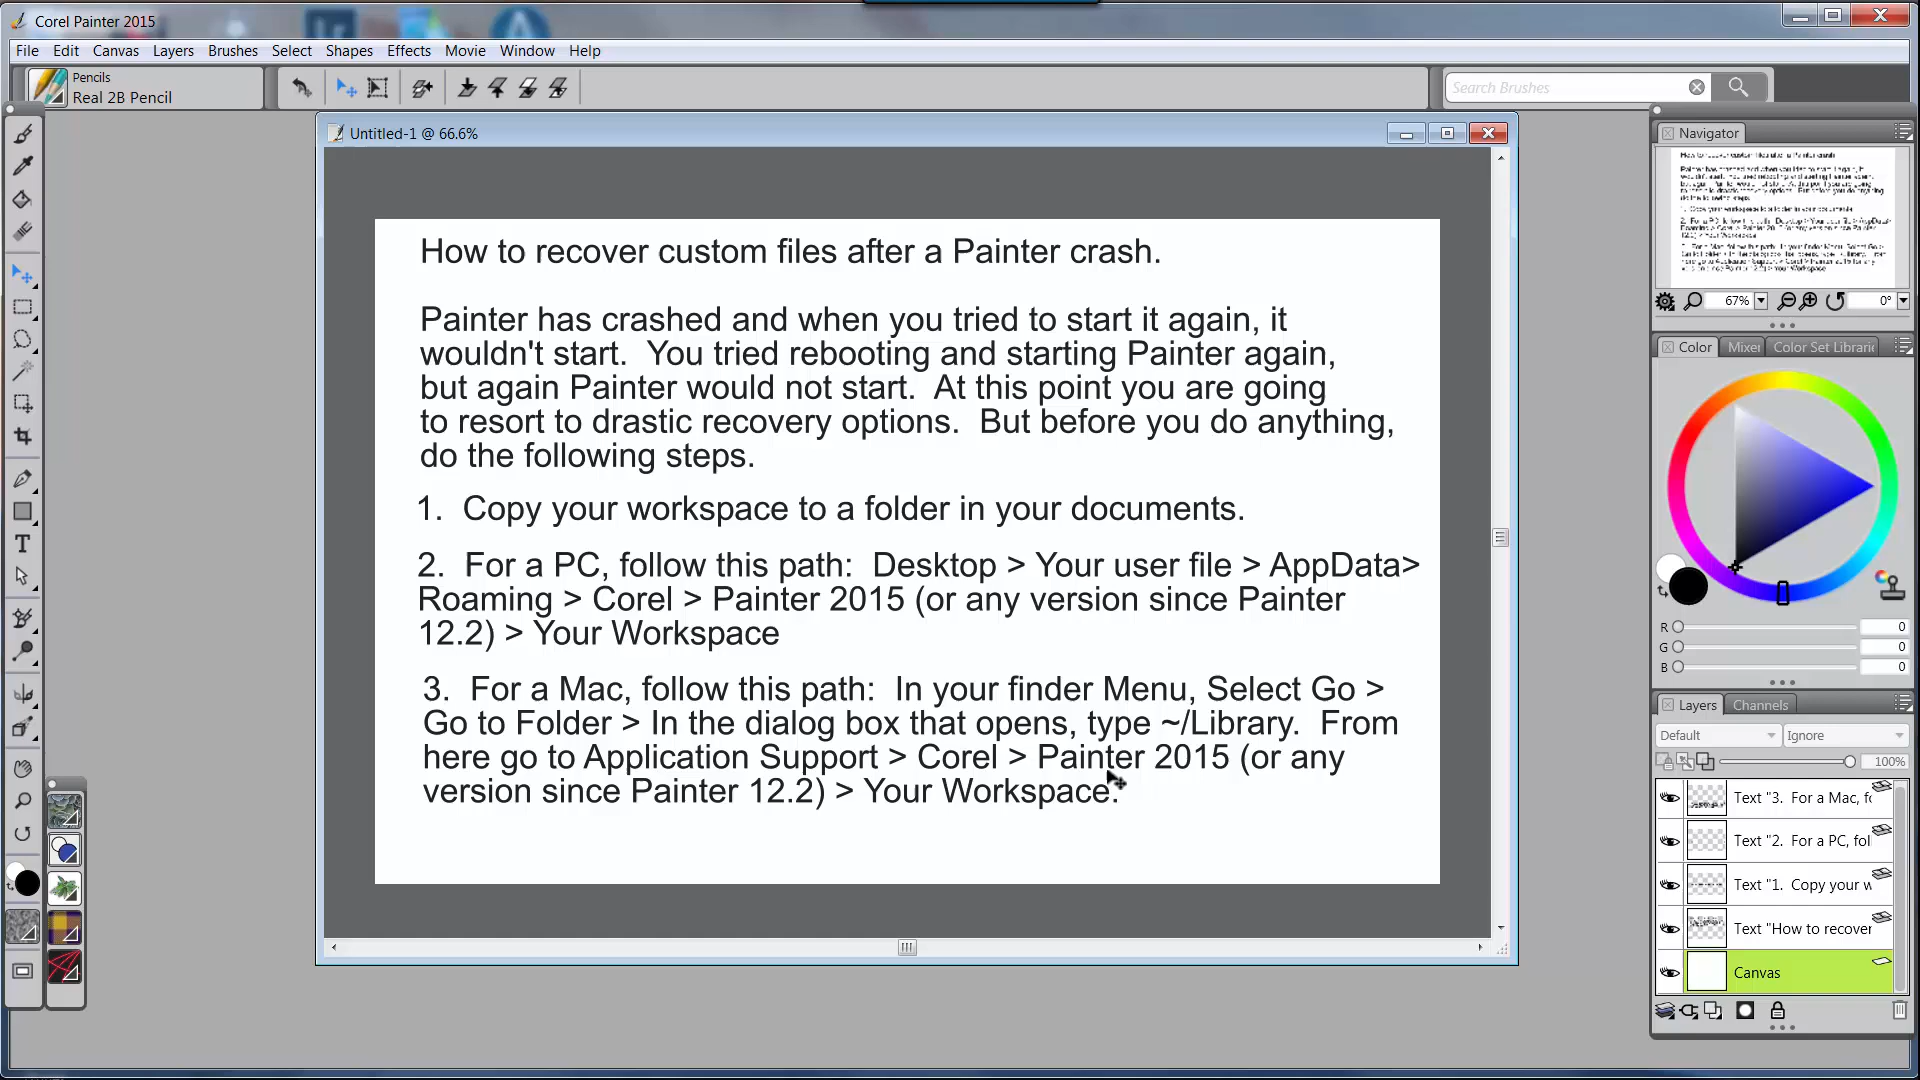 Corel Painter 2015
File Edit Canvas Layers Brushes Select Shapes Effects Movie Window Help
Pencils
Real 2B Pencil
Search Brushes
Untitled-1 @ 66.6%
How to recover custom files after a Painter crash.
Painter has crashed and when you tried to start it again, it
wouldn't start.  You tried rebooting and starting Painter again,
but again Painter would not start.  At this point you are going
to resort to drastic recovery options.  But before you do anything,
do the following steps.
1.  Copy your workspace to a folder in your documents.
2.  For a PC, follow this path:  Desktop > Your user file > AppData>
Roaming > Corel > Painter 2015 (or any version since Painter
12.2) > Your Workspace
3.  For a Mac, follow this path:  In your finder Menu, Select Go >
Go to Folder > In the dialog box that opens, type ~/Library.  From
here go to Application Support > Corel > Painter 2015 (or any
version since Painter 12.2) > Your Workspace.
Navigator
67% 0°
Color Mixer Color Set Librarie
R 0
G 0
B 0
Layers Channels
Default Ignore
100%
Text "3.  For a Mac, fo
Text "2.  For a PC, fol
Text "1.  Copy your w
Text "How to recover
Canvas